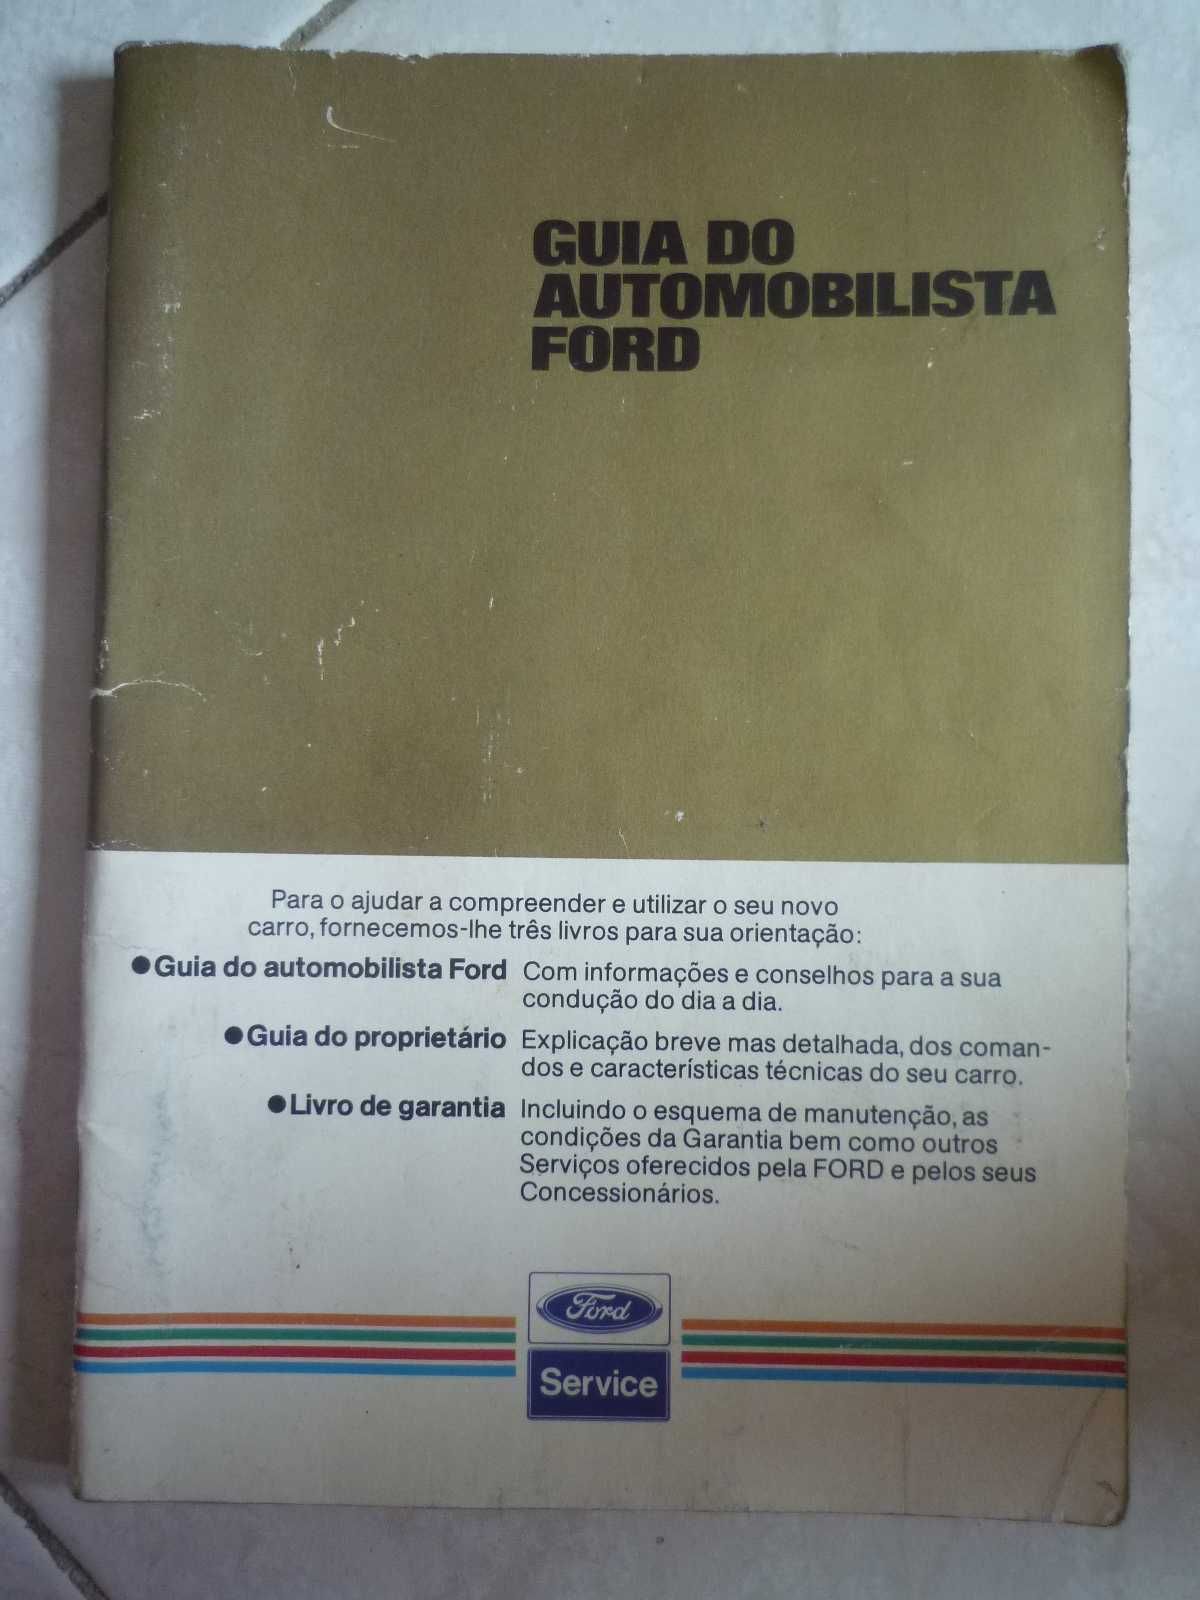 GUIA DO
AUTOMOBILISTA
FORD
Para o ajudar a compreender e utilizar o seu novo
carro, fornecemos-lhe três livros para sua orientação:
●Guia do automobilista Ford Com informações e conselhos para a sua
condução do dia a dia.
●Guia do proprietário Explicação breve mas detalhada, dos coman-
dos e características técnicas do seu carro.
●Livro de garantia Incluindo o esquema de manutenção, as
condições da Garantia bem como outros
Serviços oferecidos pela FORD e pelos seus
Concessionários.
Ford
Service